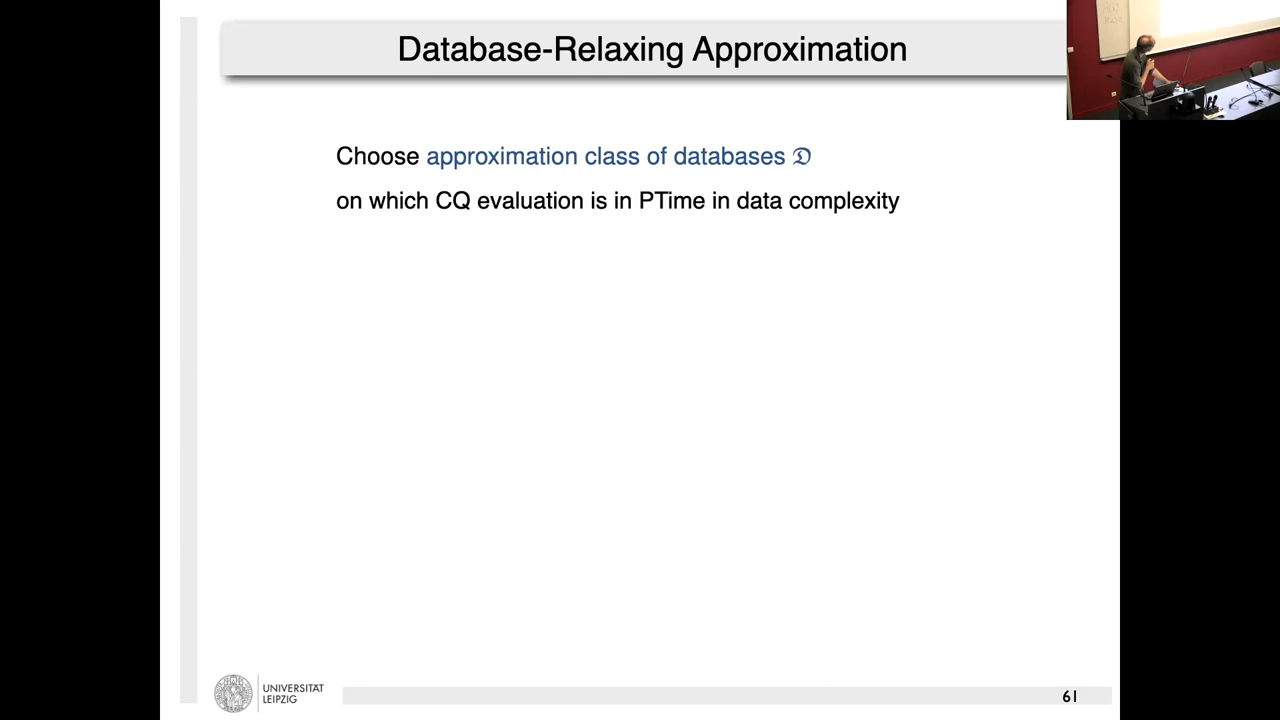 Database-Relaxing Approximation
Choose approximation class of databases 𝔇
on which CQ evaluation is in PTime in data complexity
UNIVERSITÄT
LEIPZIG
61